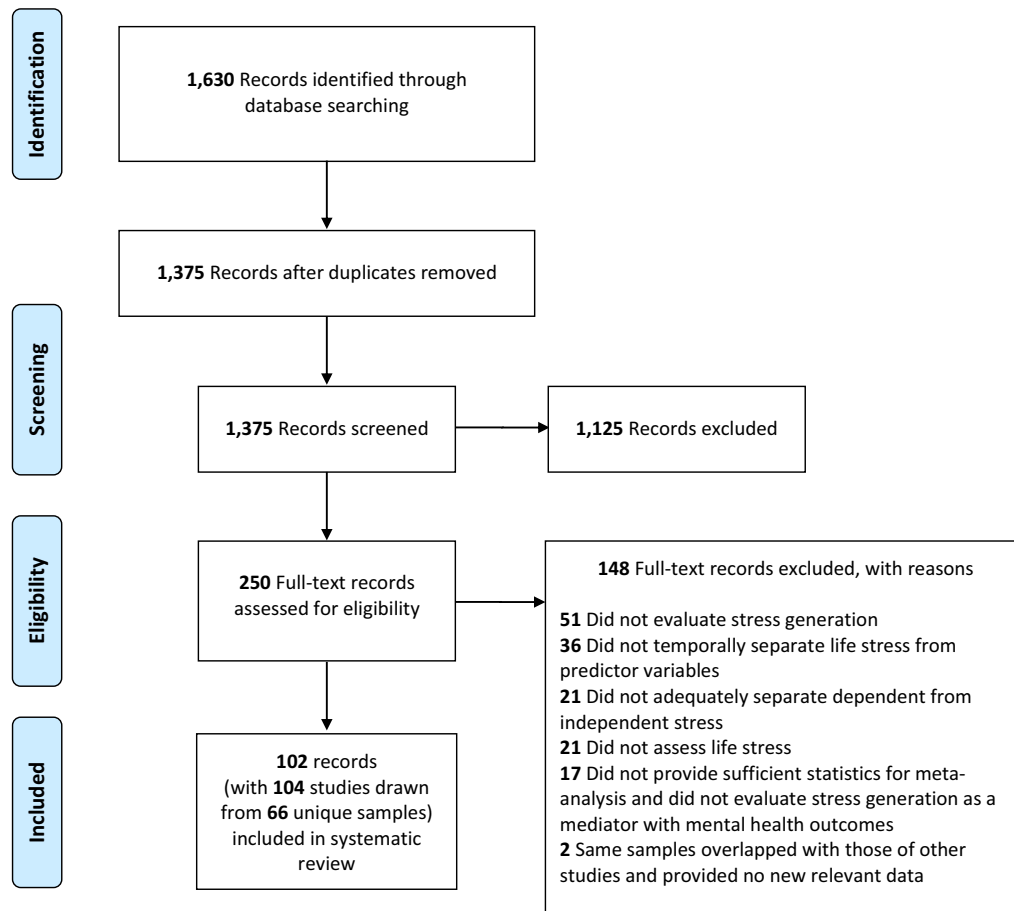 Identification
1,630 Records identified through
database searching
1,375 Records after duplicates removed
Screening
1,375 Records screened
1,125 Records excluded
Eligibility
250 Full-text records
assessed for eligibility
148 Full-text records excluded, with reasons
51 Did not evaluate stress generation
36 Did not temporally separate life stress from
predictor variables
21 Did not adequately separate dependent from
independent stress
21 Did not assess life stress
17 Did not provide sufficient statistics for meta-
analysis and did not evaluate stress generation as a
mediator with mental health outcomes
2 Same samples overlapped with those of other
studies and provided no new relevant data
Included
102 records
(with 104 studies drawn
from 66 unique samples)
included in systematic
review